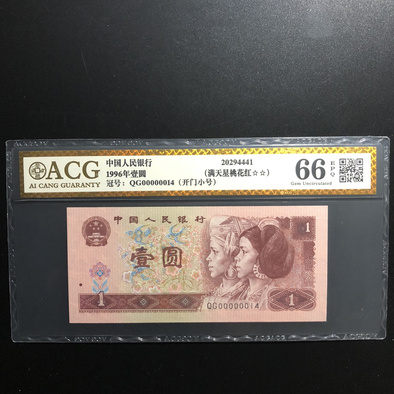 ACG
AI CANG GUARANTY
中国人民银行
1996年壹圆
冠号：QG00000014（开门小号）
20294441
（满天星桃花红☆☆）
66
EPQ
Gem Uncirculated
中国人民银行
壹圆
1
1
1
QG00000014